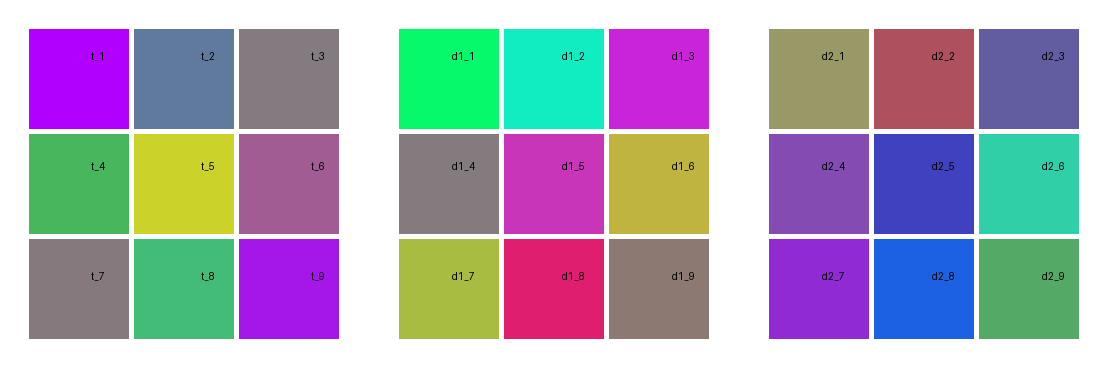 t_1 t_2 t_3 d1_1 d1_2 d1_3 d2_1 d2_2 d2_3
t_4 t_5 t_6 d1_4 d1_5 d1_6 d2_4 d2_5 d2_6
t_7 t_8 t_9 d1_7 d1_8 d1_9 d2_7 d2_8 d2_9